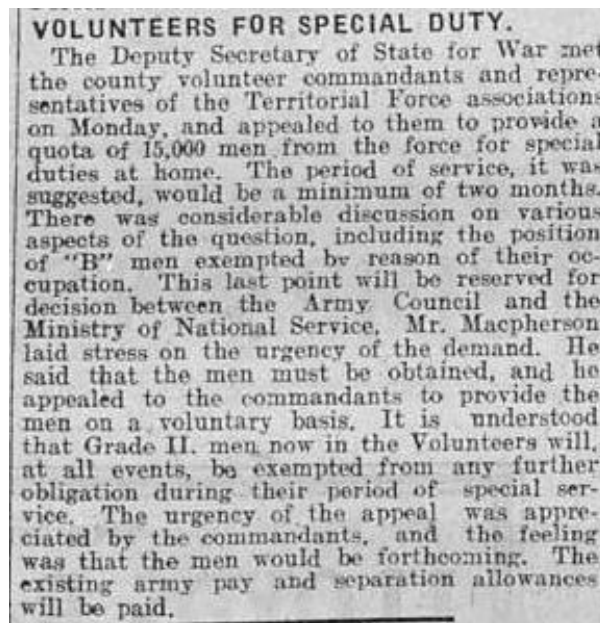 VOLUNTEERS FOR SPECIAL DUTY.
The Deputy Secretary of State for War met
the county volunteer commandants and repre-
sentatives of the Territorial Force associations
on Monday, and appealed to them to provide a
quota of 15,000 men from the force for special
duties at home. The period of service, it was
suggested, would be a minimum of two months.
There was considerable discussion on various
aspects of the question, including the position
of "B" men exempted by reason of their oc-
cupation. This last point will be reserved for
decision between the Army Council and the
Ministry of National Service. Mr. Macpherson
laid stress on the urgency of the demand. He
said that the men must be obtained, and he
appealed to the commandants to provide the
men on a voluntary basis. It is understood
that Grade II. men now in the Volunteers will,
at all events, be exempted from any further
obligation during their period of special ser-
vice. The urgency of the appeal was appre-
ciated by the commandants, and the feeling
was that the men would be forthcoming. The
existing army pay and separation allowances
will be paid.